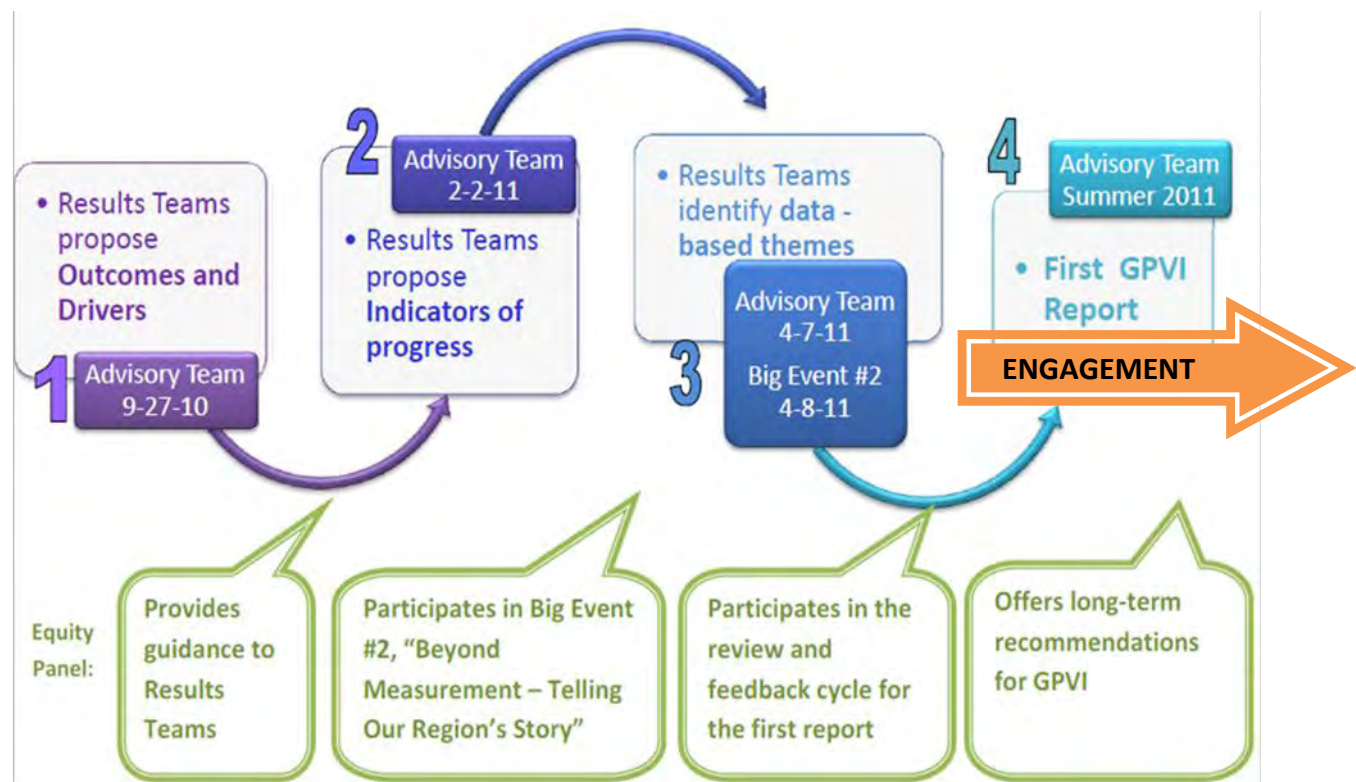 1
• Results Teams
propose
Outcomes and
Drivers
Advisory Team
9-27-10
2
Advisory Team
2-2-11
• Results Teams
propose
Indicators of
progress
• Results Teams
identify data -
based themes
3
Advisory Team
4-7-11
Big Event #2
4-8-11
4
Advisory Team
Summer 2011
• First GPVI
Report
ENGAGEMENT
Equity
Panel:
Provides
guidance to
Results
Teams
Participates in Big Event
#2, “Beyond
Measurement – Telling
Our Region’s Story”
Participates in the
review and
feedback cycle for
the first report
Offers long-term
recommendations
for GPVI